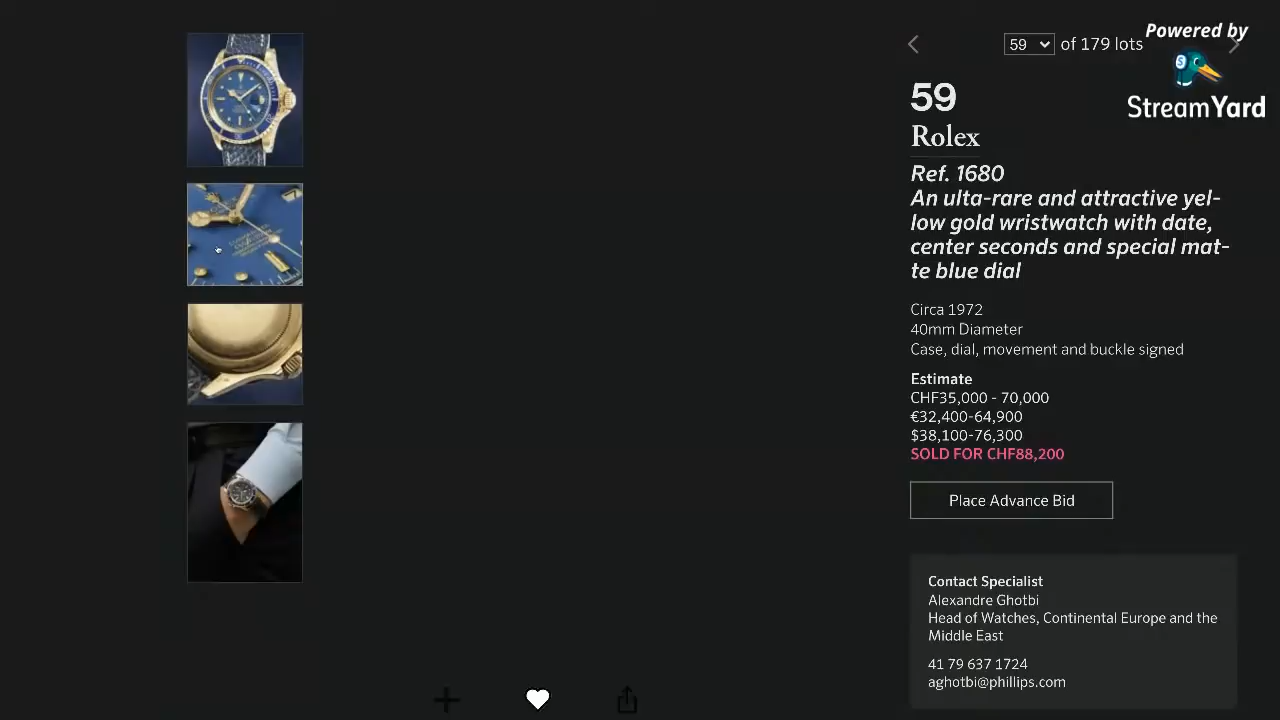 59 of 179 lots
Powered by
StreamYard
59
Rolex
Ref. 1680
An ulta-rare and attractive yel-
low gold wristwatch with date,
center seconds and special mat-
te blue dial
Circa 1972
40mm Diameter
Case, dial, movement and buckle signed
Estimate
CHF35,000 - 70,000
€32,400-64,900
$38,100-76,300
SOLD FOR CHF88,200
Place Advance Bid
Contact Specialist
Alexandre Ghotbi
Head of Watches, Continental Europe and the
Middle East
41 79 637 1724
aghotbi@phillips.com